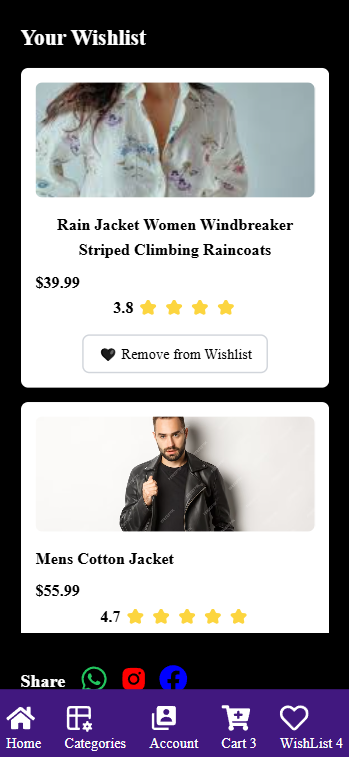 Your Wishlist
Rain Jacket Women Windbreaker
Striped Climbing Raincoats
$39.99
3.8
Remove from Wishlist
Mens Cotton Jacket
$55.99
4.7
Share
Home Categories Account Cart 3 WishList 4